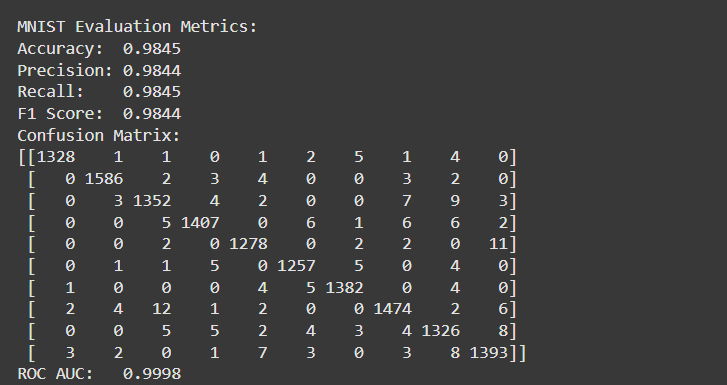 MNIST Evaluation Metrics:
Accuracy:  0.9845
Precision: 0.9844
Recall:    0.9845
F1 Score:  0.9844
Confusion Matrix:
[[1328    1    1    0    1    2    5    1    4    0]
 [   0 1586    2    3    4    0    0    3    2    0]
 [   0    3 1352    4    2    0    0    7    9    3]
 [   0    0    5 1407    0    6    1    6    6    2]
 [   0    0    2    0 1278    0    2    2    0   11]
 [   0    1    1    5    0 1257    5    0    4    0]
 [   1    0    0    0    4    5 1382    0    4    0]
 [   2    4   12    1    2    0    0 1474    2    6]
 [   0    0    5    5    2    4    3    4 1326    8]
 [   3    2    0    1    7    3    0    3    8 1393]]
ROC AUC:   0.9998